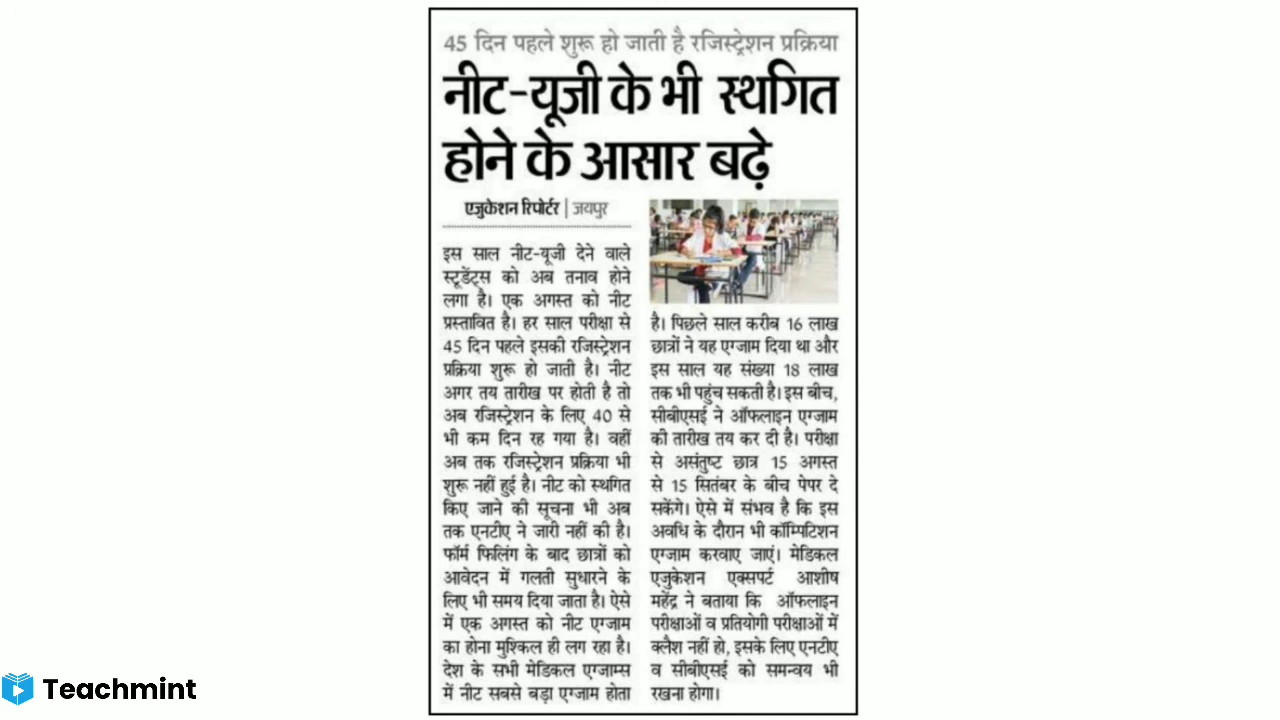 45 दिन पहले शुरू हो जाती है रजिस्ट्रेशन प्रक्रिया
नीट-यूजी के भी स्थगित
होने के आसार बढ़े
एजुकेशन रिपोर्टर | जयपुर
इस साल नीट-यूजी देने वाले
स्टूडेंट्स को अब तनाव होने
लगा है। एक अगस्त को नीट
प्रस्तावित है। हर साल परीक्षा से
45 दिन पहले इसकी रजिस्ट्रेशन
प्रक्रिया शुरू हो जाती है। नीट
अगर तय तारीख पर होती है तो
अब रजिस्ट्रेशन के लिए 40 से
भी कम दिन रह गया है। वहीं
अब तक रजिस्ट्रेशन प्रक्रिया भी
शुरू नहीं हुई है। नीट को स्थगित
किए जाने की सूचना भी अब
तक एनटीए ने जारी नहीं की है।
फॉर्म फिलिंग के बाद छात्रों को
आवेदन में गलती सुधारने के
लिए भी समय दिया जाता है। ऐसे
में एक अगस्त को नीट एग्जाम
का होना मुश्किल ही लग रहा है।
देश के सभी मेडिकल एग्जाम्स
में नीट सबसे बड़ा एग्जाम होता
है। पिछले साल करीब 16 लाख
छात्रों ने यह एग्जाम दिया था और
इस साल यह संख्या 18 लाख
तक भी पहुंच सकती है। इस बीच,
सीबीएसई ने ऑफलाइन एग्जाम
की तारीख तय कर दी है। परीक्षा
से असंतुष्ट छात्र 15 अगस्त
से 15 सितंबर के बीच पेपर दे
सकेंगे। ऐसे में संभव है कि इस
अवधि के दौरान भी कॉम्पिटिशन
एग्जाम करवाए जाएं। मेडिकल
एजुकेशन एक्सपर्ट आशीष
महेंद्र ने बताया कि ऑफलाइन
परीक्षाओं व प्रतियोगी परीक्षाओं में
क्लैश नहीं हो, इसके लिए एनटीए
व सीबीएसई को समन्वय भी
रखना होगा।
Teachmint